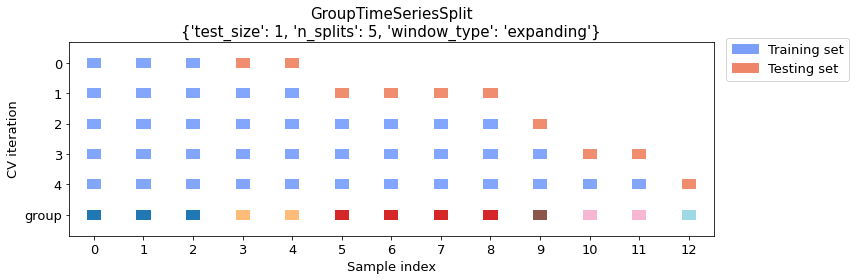 GroupTimeSeriesSplit
{'test_size': 1, 'n_splits': 5, 'window_type': 'expanding'}
Training set
Testing set
CV iteration
0
1
2
3
4
group
0 1 2 3 4 5 6 7 8 9 10 11 12
Sample index